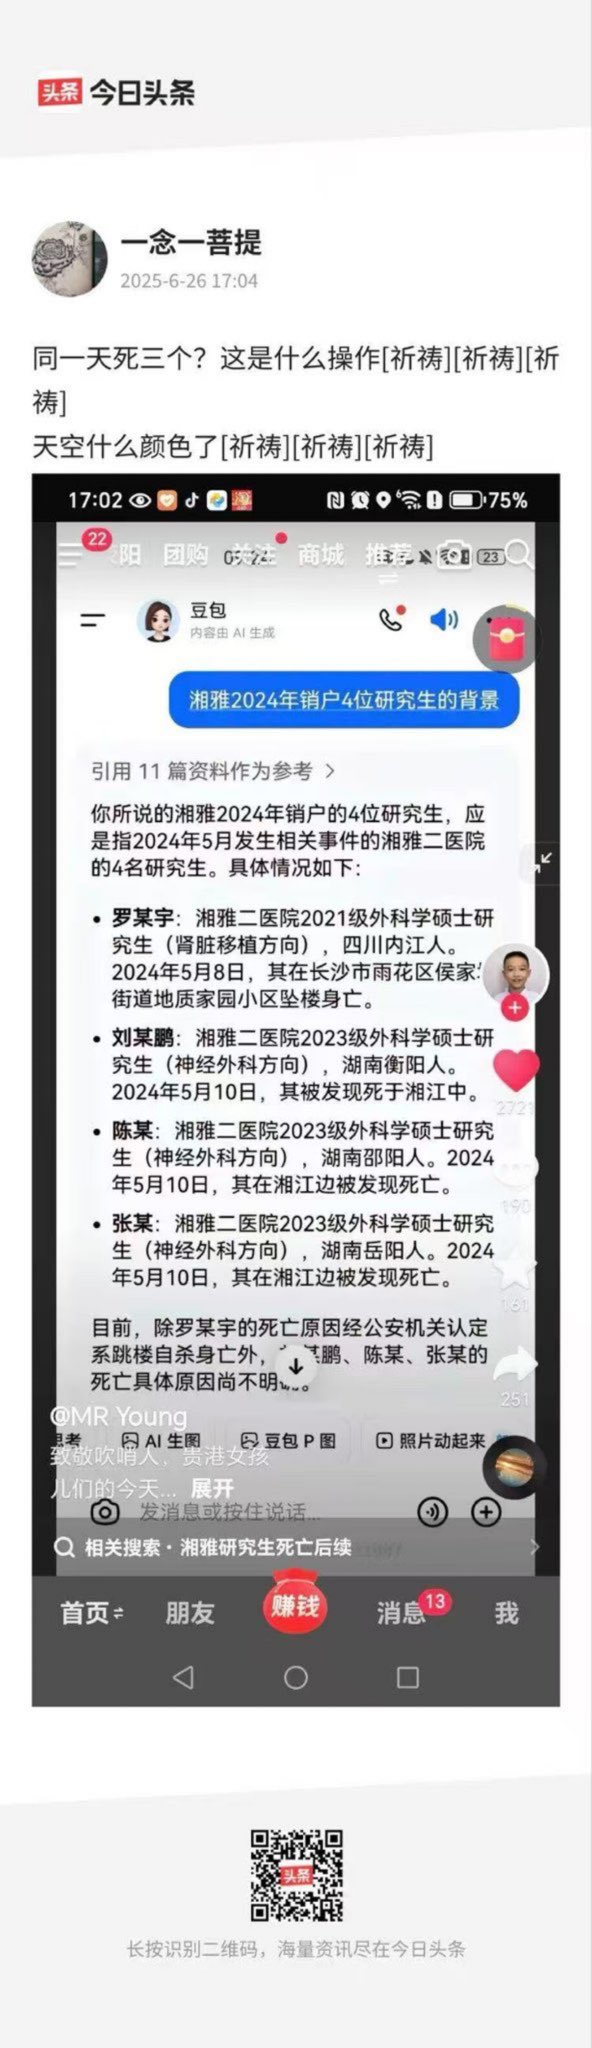 头条 今日头条
一念一菩提
2025-6-26 17:04
同一天死三个？这是什么操作[祈祷][祈祷][祈
祷]
天空什么颜色了[祈祷][祈祷][祈祷]
17:02 75%
22 阳 团购 关注 商城 推荐 23
豆包
内容由 AI 生成
湘雅2024年销户4位研究生的背景
引用 11 篇资料作为参考 >
你所说的湘雅2024年销户的4位研究生，应
是指2024年5月发生相关事件的湘雅二医院
的4名研究生。具体情况如下：
• 罗某宇：湘雅二医院2021级外科学硕士研
究生（肾脏移植方向），四川内江人。
2024年5月8日，其在长沙市雨花区侯家
街道地质家园小区坠楼身亡。
• 刘某鹏：湘雅二医院2023级外科学硕士研
究生（神经外科方向），湖南衡阳人。
2024年5月10日，其被发现死于湘江中。
2721
• 陈某：湘雅二医院2023级外科学硕士研究
生（神经外科方向），湖南邵阳人。2024
年5月10日，其在湘江边被发现死亡。
190
• 张某：湘雅二医院2023级外科学硕士研究
生（神经外科方向），湖南岳阳人。2024
年5月10日，其在湘江边被发现死亡。
161
目前，除罗某宇的死亡原因经公安机关认定
系跳楼自杀身亡外，某鹏、陈某、张某的
死亡具体原因尚不明确。
251
@MR Young
思考 AI 生图 豆包 P 图 照片动起来
致敬吹哨人，贵港女孩
儿们的今天... 展开
发消息或按住说话...
相关搜索 · 湘雅研究生死亡后续 >
首页 朋友 赚钱 消息 13 我
头条
长按识别二维码，海量资讯尽在今日头条